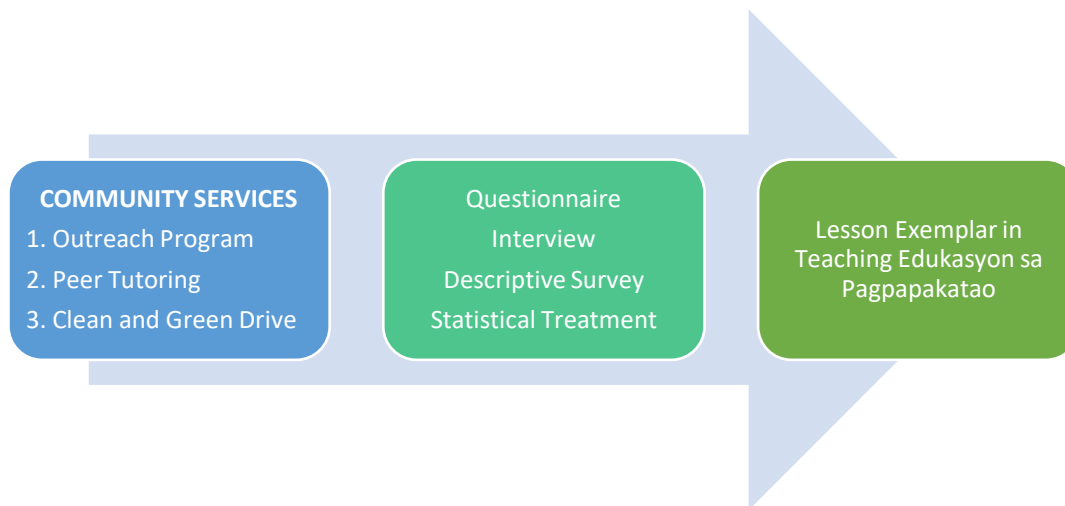 COMMUNITY SERVICES
1. Outreach Program
2. Peer Tutoring
3. Clean and Green Drive
Questionnaire
Interview
Descriptive Survey
Statistical Treatment
Lesson Exemplar in
Teaching Edukasyon sa
Pagpapakatao